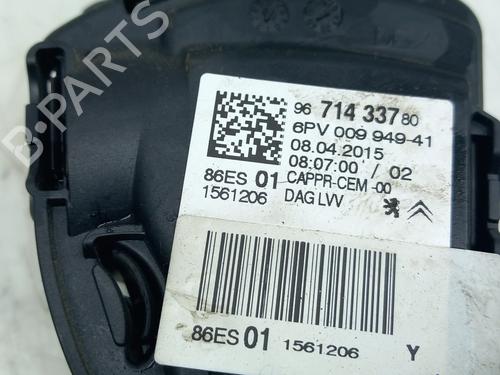 96 714 337 80
6PV 009 949-41
08.04.2015
08:07:00 / 02
86ES 01 CAPPR-CEM -00
1561206 DAG LVV
86ES 01 1561206 Y